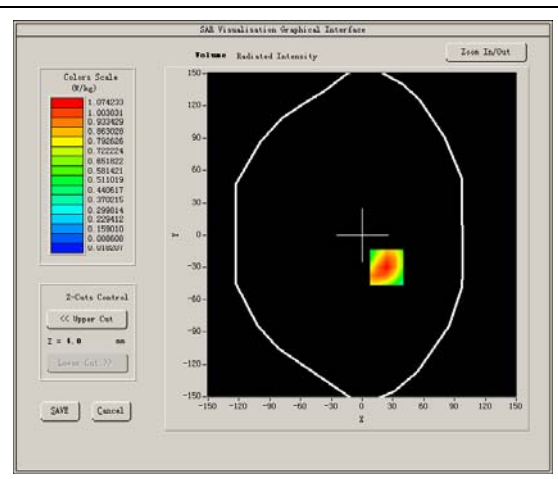 SAR Visualisation Graphical Interface
Volume Radiated Intensity
Zoom In/Out
Colors Scale
(W/kg)
1.074233
1.003831
0.933429
0.863028
0.792626
0.722224
0.651822
0.581421
0.511019
0.440617
0.370215
0.299814
0.229412
0.159010
0.088608
0.018207
150
120
90
60
30
Y
0
-30
-60
-90
-120
-150
-150 -120 -90 -60 -30 0 30 60 90 120 150
X
Z-Cuts Control
<< Upper Cut
Z = 4.0 mm
Lower Cut >>
SAVE Cancel